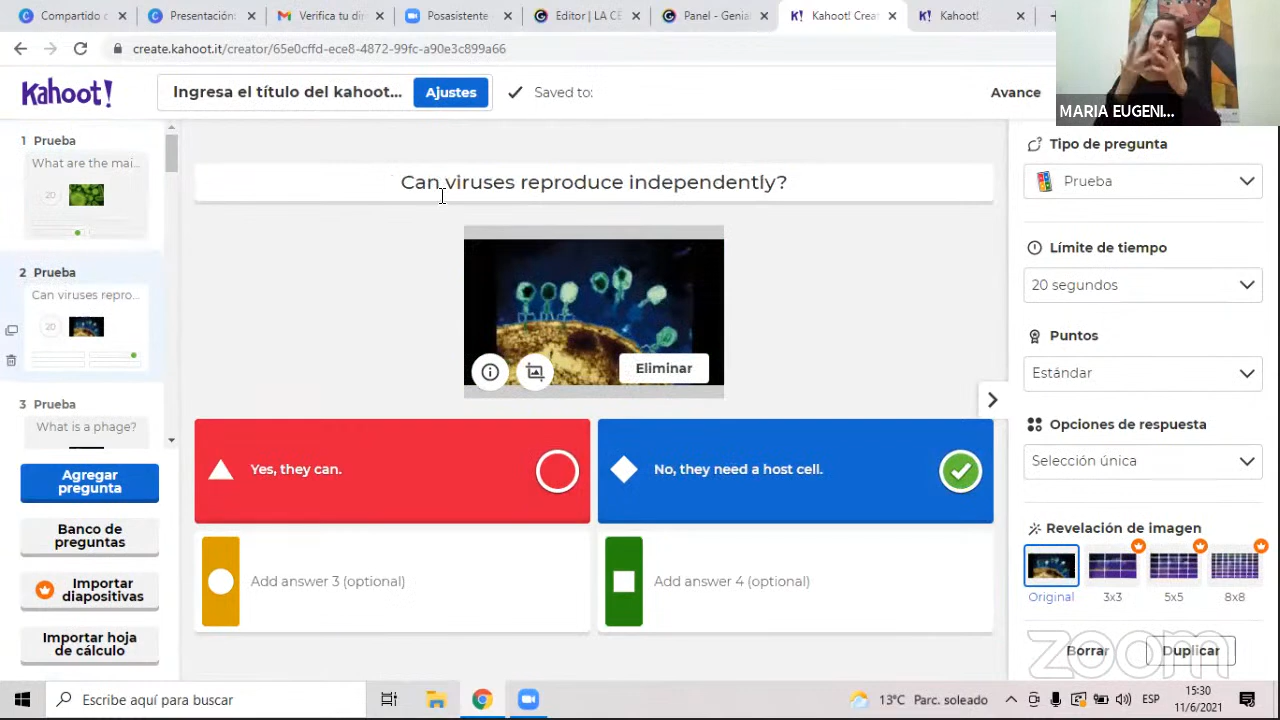 Compartido c
Presentación
Verifica tu di
Posasistente
Editor | LA CÉ
Panel - Genia
Kahoot! Crea
Kahoot!
create.kahoot.it/creator/65e0cffd-ece8-4872-99fc-a90e3c899a66
Kahoot!
Ingresa el título del kahoot...
Ajustes
Saved to:
Avance
MARIA EUGENI...
1 Prueba
What are the mai...
20
2 Prueba
Can viruses repro...
20
3 Prueba
What is a phage?
Agregar
pregunta
Banco de
preguntas
Importar
diapositivas
Importar hoja
de cálculo
Can viruses reproduce independently?
Eliminar
Yes, they can.
No, they need a host cell.
Add answer 3 (optional)
Add answer 4 (optional)
Tipo de pregunta
Prueba
Límite de tiempo
20 segundos
Puntos
Estándar
Opciones de respuesta
Selección única
Revelación de imagen
Original
3x3
5x5
8x8
Borrar
Duplicar
zoom
Escribe aquí para buscar
13°C Parc. soleado
ESP
15:30
11/6/2021